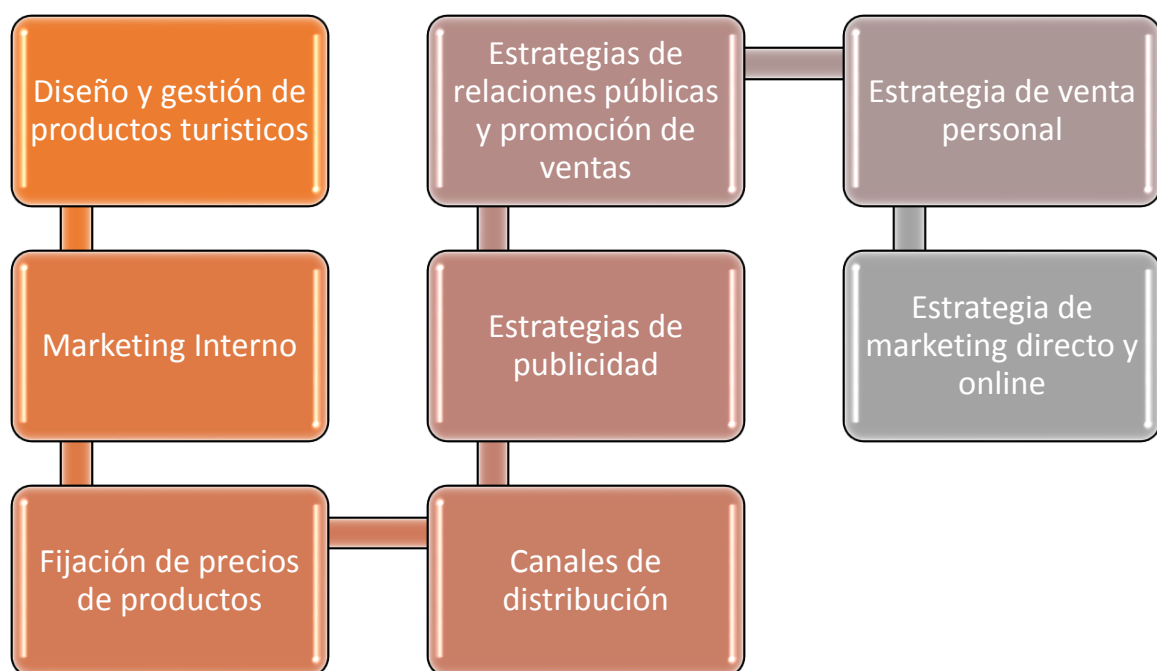 Diseño y gestión de
productos turisticos
Marketing Interno
Fijación de precios
de productos
Canales de
distribución
Estrategias de
publicidad
Estrategias de
relaciones públicas
y promoción de
ventas
Estrategia de venta
personal
Estrategia de
marketing directo y
online